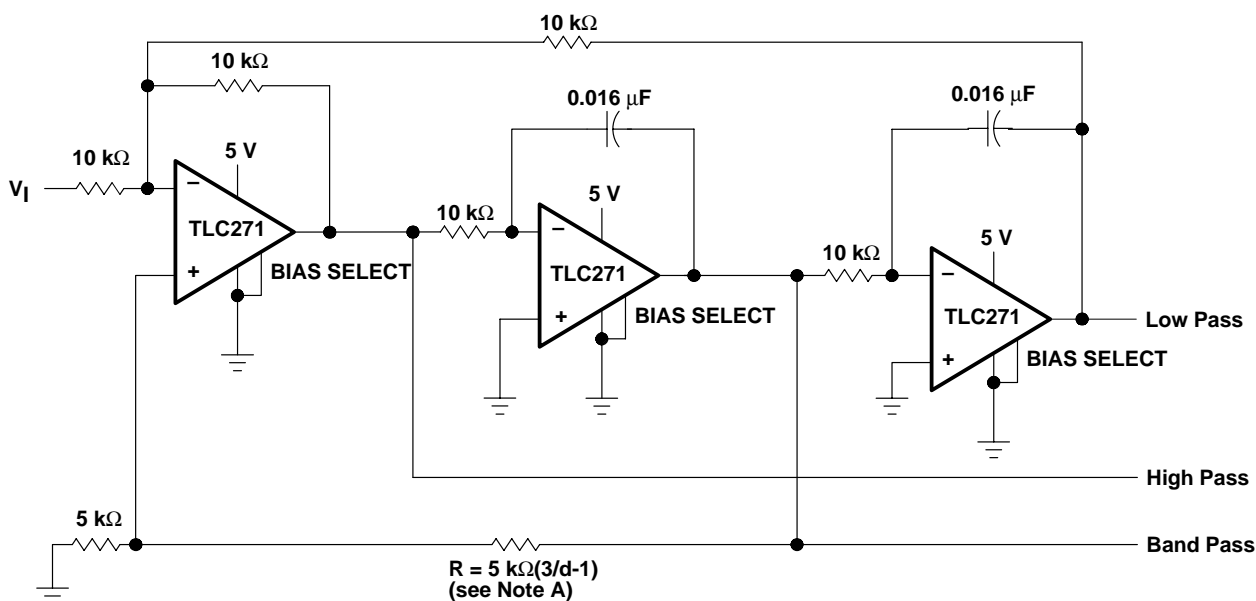 10 kΩ
10 kΩ
0.016 μF
0.016 μF
10 kΩ
5 V
VI
−
TLC271
+
BIAS SELECT
10 kΩ
5 V
−
TLC271
+
BIAS SELECT
10 kΩ
5 V
−
TLC271
+
BIAS SELECT
Low Pass
High Pass
5 kΩ
Band Pass
R = 5 kΩ(3/d-1)
(see Note A)